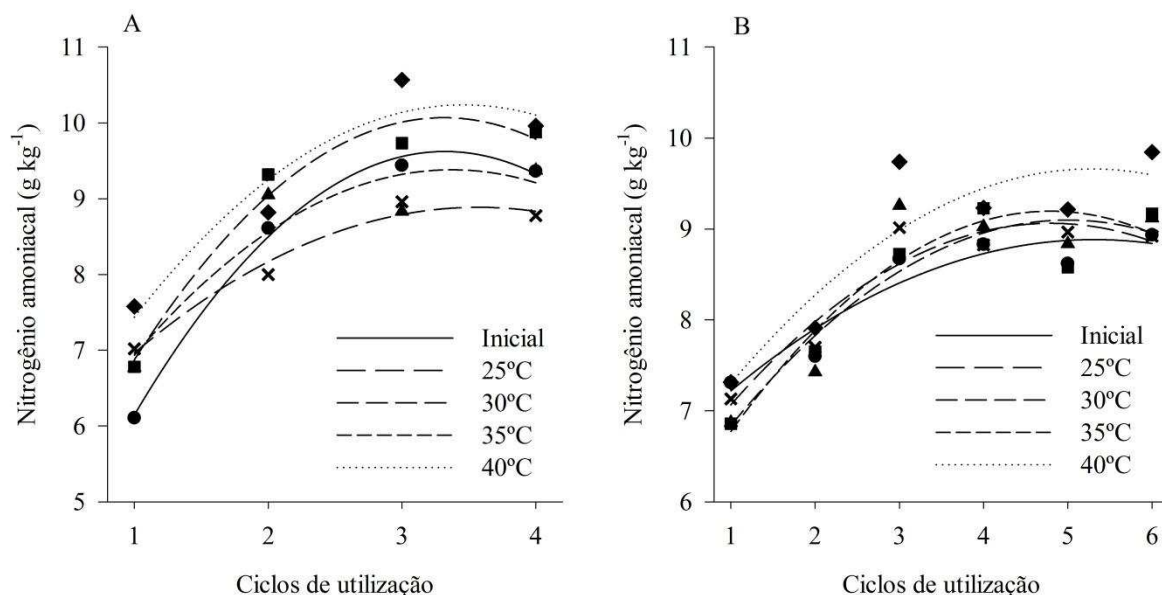 A
Nitrogênio amoniacal (g kg⁻¹)
11
10
9
8
7
6
5
Inicial
25ºC
30ºC
35ºC
40ºC
1 2 3 4
Ciclos de utilização
B
Nitrogênio amoniacal (g kg⁻¹)
11
10
9
8
7
6
Inicial
25ºC
30ºC
35ºC
40ºC
1 2 3 4 5 6
Ciclos de utilização